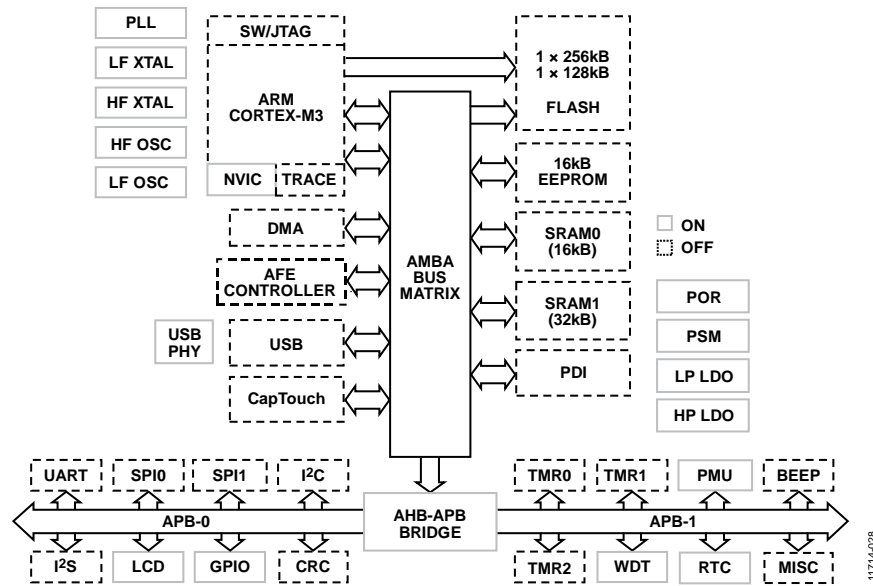 PLL
LF XTAL
HF XTAL
HF OSC
LF OSC
SW/JTAG
ARM
CORTEX-M3
NVIC
TRACE
DMA
AFE
CONTROLLER
USB
PHY
USB
CapTouch
AMBA
BUS
MATRIX
1 × 256kB
1 × 128kB
FLASH
16kB
EEPROM
SRAM0
(16kB)
SRAM1
(32kB)
PDI
ON
OFF
POR
PSM
LP LDO
HP LDO
UART
SPI0
SPI1
I²C
TMR0
TMR1
PMU
BEEP
APB-0
AHB-APB
BRIDGE
APB-1
I²S
LCD
GPIO
CRC
TMR2
WDT
RTC
MISC
11714-028